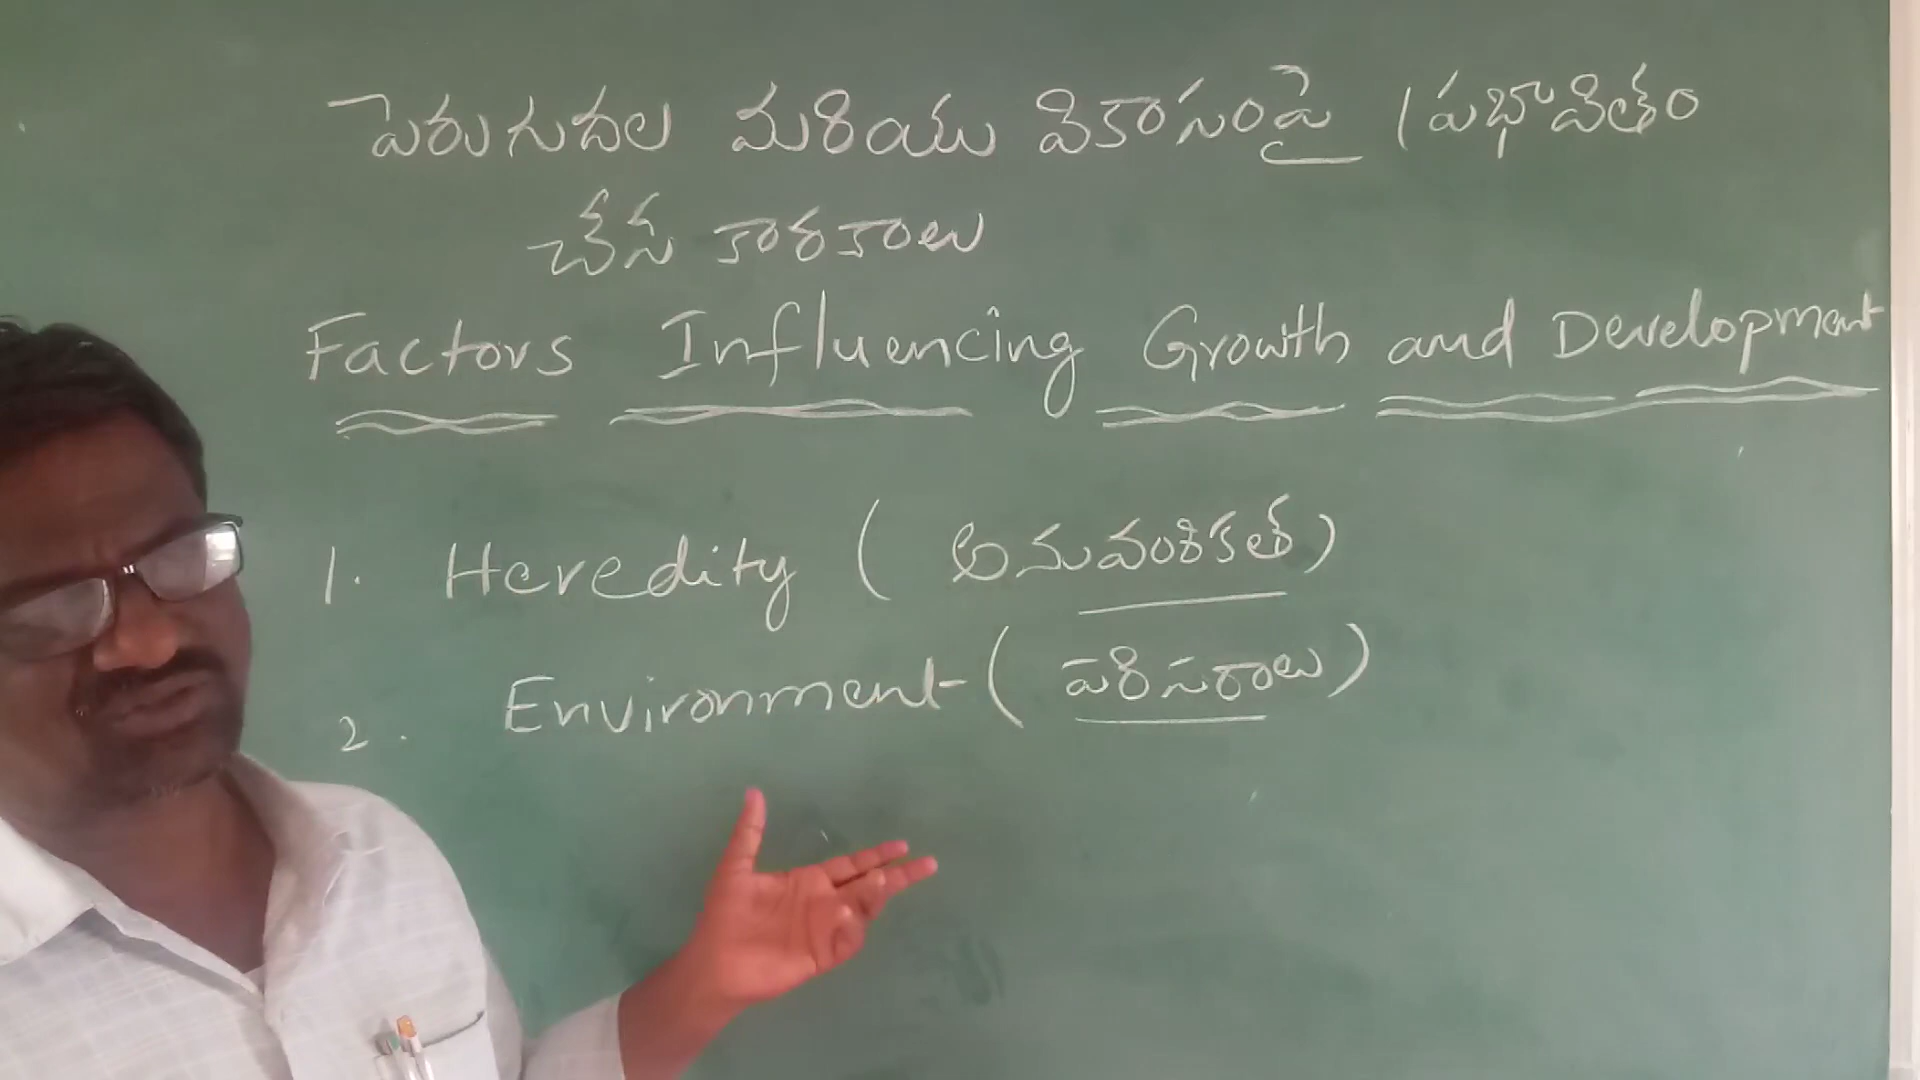 పెరుగుదల మరియు వికాసంపై ప్రభావితం
చేసే కారకాలు
Factors Influencing Growth and Development
1. Heredity (అనువంశికత)
2. Environment- (పరిసరాలు)